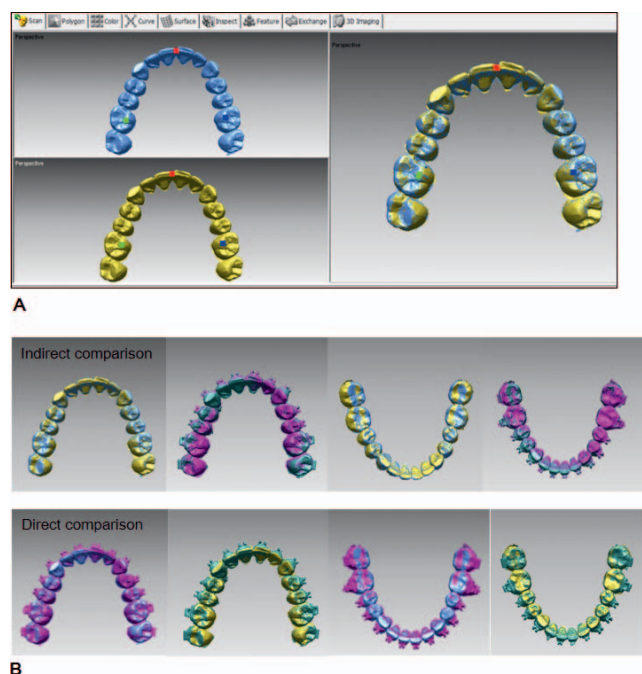 Scan Polygon Color Curve Surface Inspect Feature Exchange 3D Imaging
Perspective
Perspective
Perspective
A
Indirect comparison
Direct comparison
B